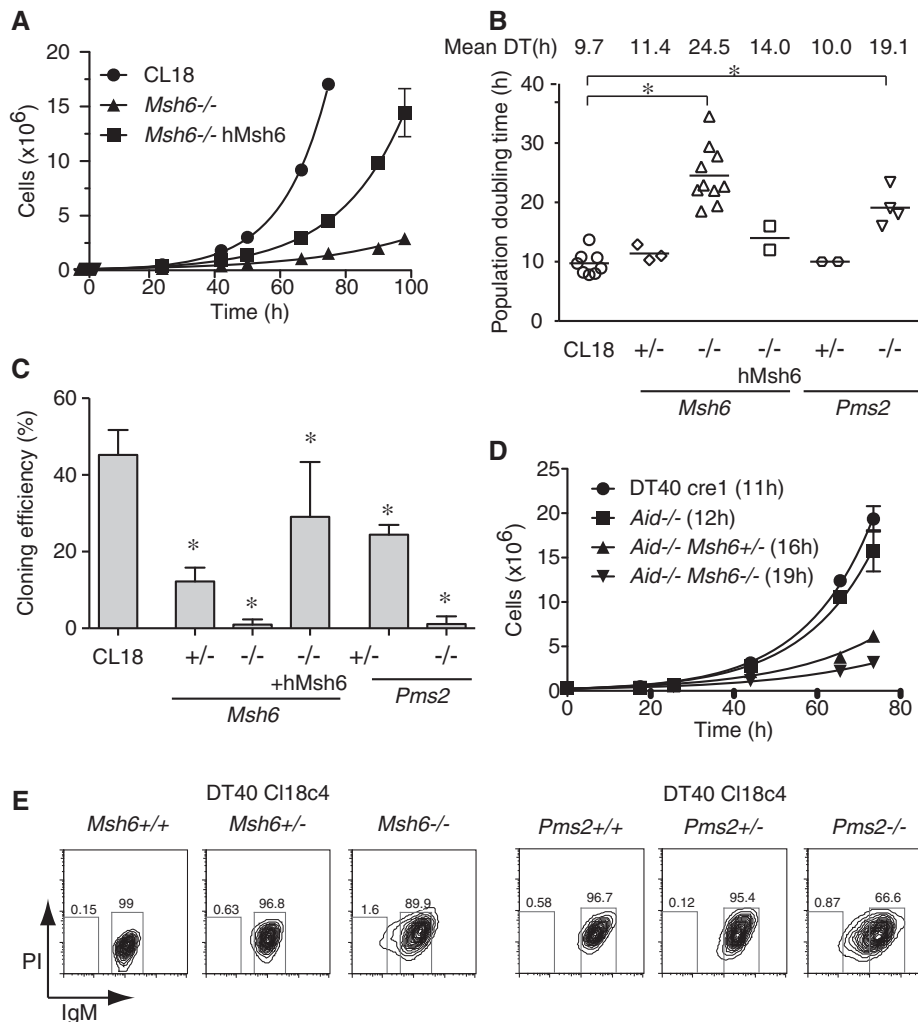 A
Cells (x10^6)
20
15
10
5
0
CL18
Msh6-/-
Msh6-/- hMsh6
0 20 40 60 80 100
Time (h)
B
Mean DT(h) 9.7 11.4 24.5 14.0 10.0 19.1
Population doubling time (h)
40
30
20
10
0
* *
CL18 +/- -/- -/- +/- -/-
hMsh6
Msh6 Pms2
C
Cloning efficiency (%)
60
40
20
0
* * * * *
CL18 +/- -/- -/- +/- -/-
+hMsh6
Msh6 Pms2
D
Cells (x10^6)
25
20
15
10
5
0
DT40 cre1 (11h)
Aid-/- (12h)
Aid-/- Msh6+/- (16h)
Aid-/- Msh6-/- (19h)
0 20 40 60 80
Time (h)
E
DT40 Cl18c4
Msh6+/+ Msh6+/- Msh6-/-
0.15 99 0.63 96.8 1.6 89.9
DT40 Cl18c4
Pms2+/+ Pms2+/- Pms2-/-
0.58 96.7 0.12 95.4 0.87 66.6
PI
IgM